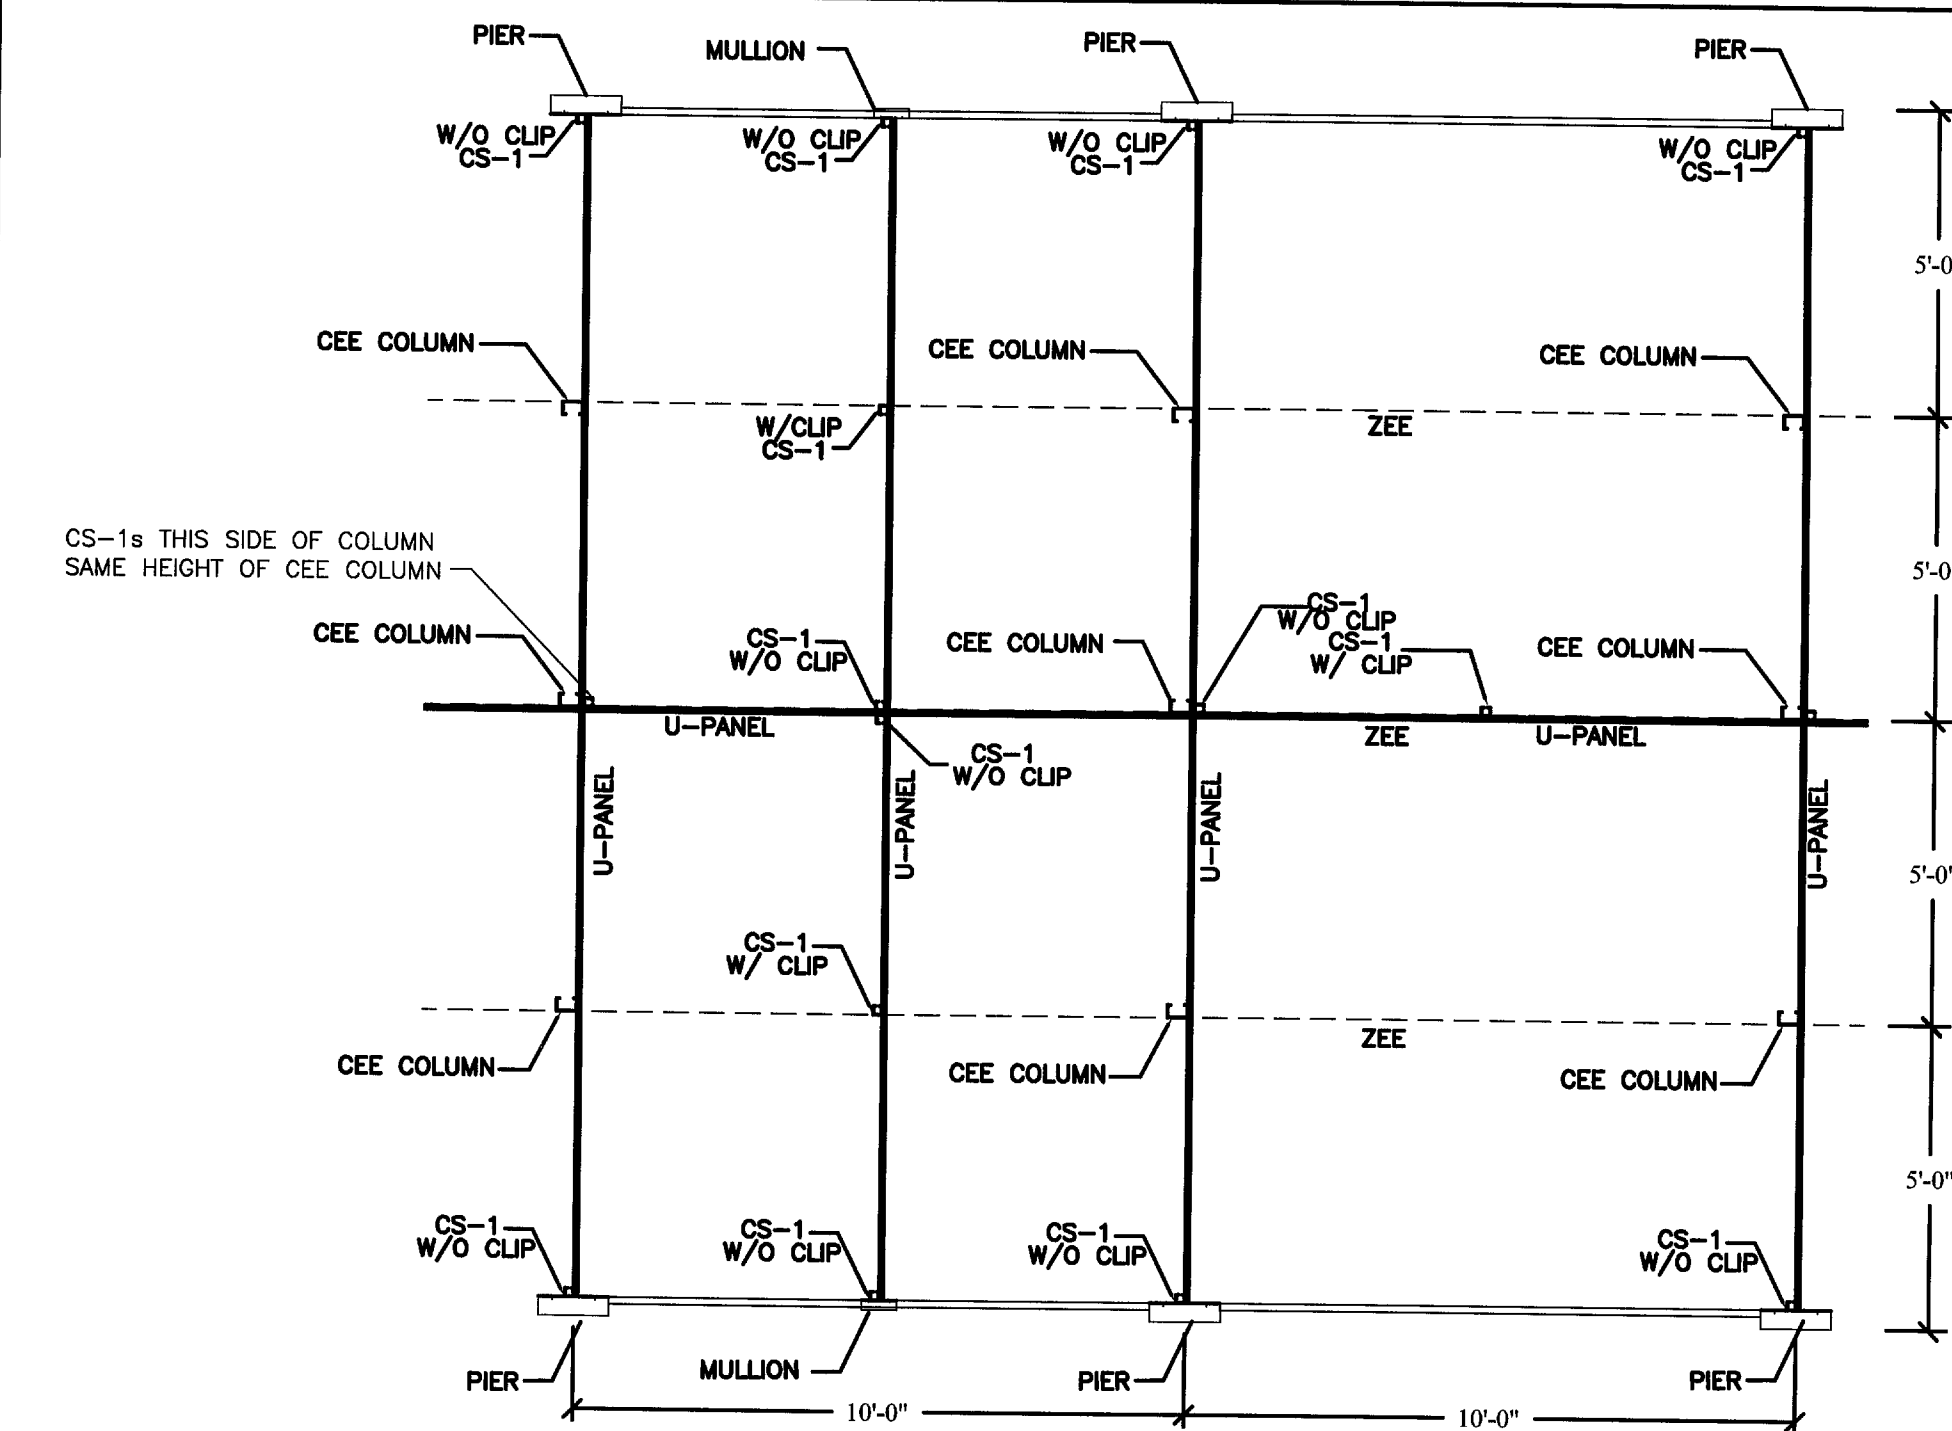 PIER
MULLION
PIER
PIER
W/O CLIP
CS-1
W/O CLIP
CS-1
W/O CLIP
CS-1
W/O CLIP
CS-1
5'-0
CEE COLUMN
CEE COLUMN
CEE COLUMN
W/CLIP
CS-1
ZEE
CS-1s THIS SIDE OF COLUMN
SAME HEIGHT OF CEE COLUMN
5'-0
CEE COLUMN
CS-1
W/O CLIP
CEE COLUMN
CS-1
W/O CLIP
CS-1
W/ CLIP
CEE COLUMN
U-PANEL
ZEE
U-PANEL
CS-1
W/O CLIP
U-PANEL
U-PANEL
U-PANEL
U-PANEL
5'-0"
CS-1
W/ CLIP
ZEE
CEE COLUMN
CEE COLUMN
CEE COLUMN
5'-0"
CS-1
W/O CLIP
CS-1
W/O CLIP
CS-1
W/O CLIP
CS-1
W/O CLIP
PIER
MULLION
PIER
PIER
10'-0"
10'-0"